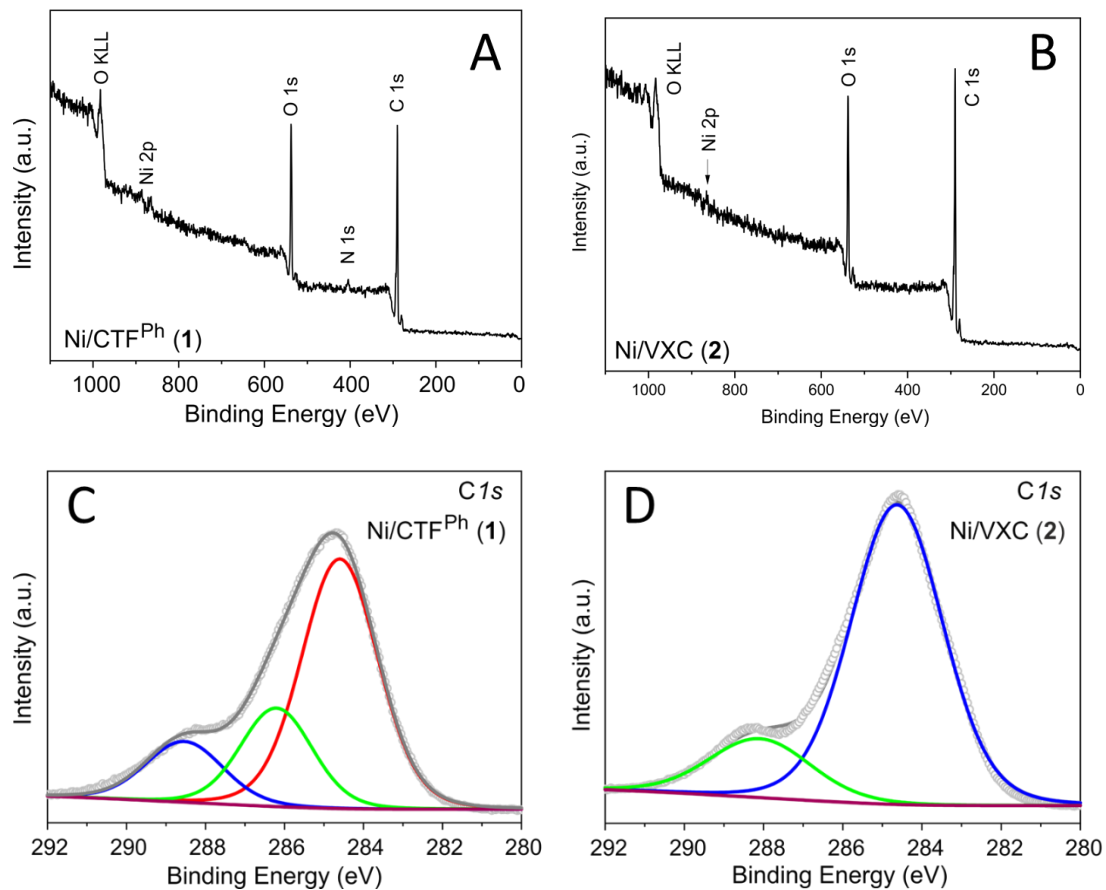 A
O KLL
Ni 2p
O 1s
N 1s
C 1s
Intensity (a.u.)
Ni/CTF^Ph (1)
1000 800 600 400 200 0
Binding Energy (eV)
B
O KLL
Ni 2p
O 1s
C 1s
Intensity (a.u.)
Ni/VXC (2)
1000 800 600 400 200 0
Binding Energy (eV)
C
C1s
Ni/CTF^Ph (1)
Intensity (a.u.)
292 290 288 286 284 282 280
Binding Energy (eV)
D
C1s
Ni/VXC (2)
Intensity (a.u.)
292 290 288 286 284 282 280
Binding Energy (eV)